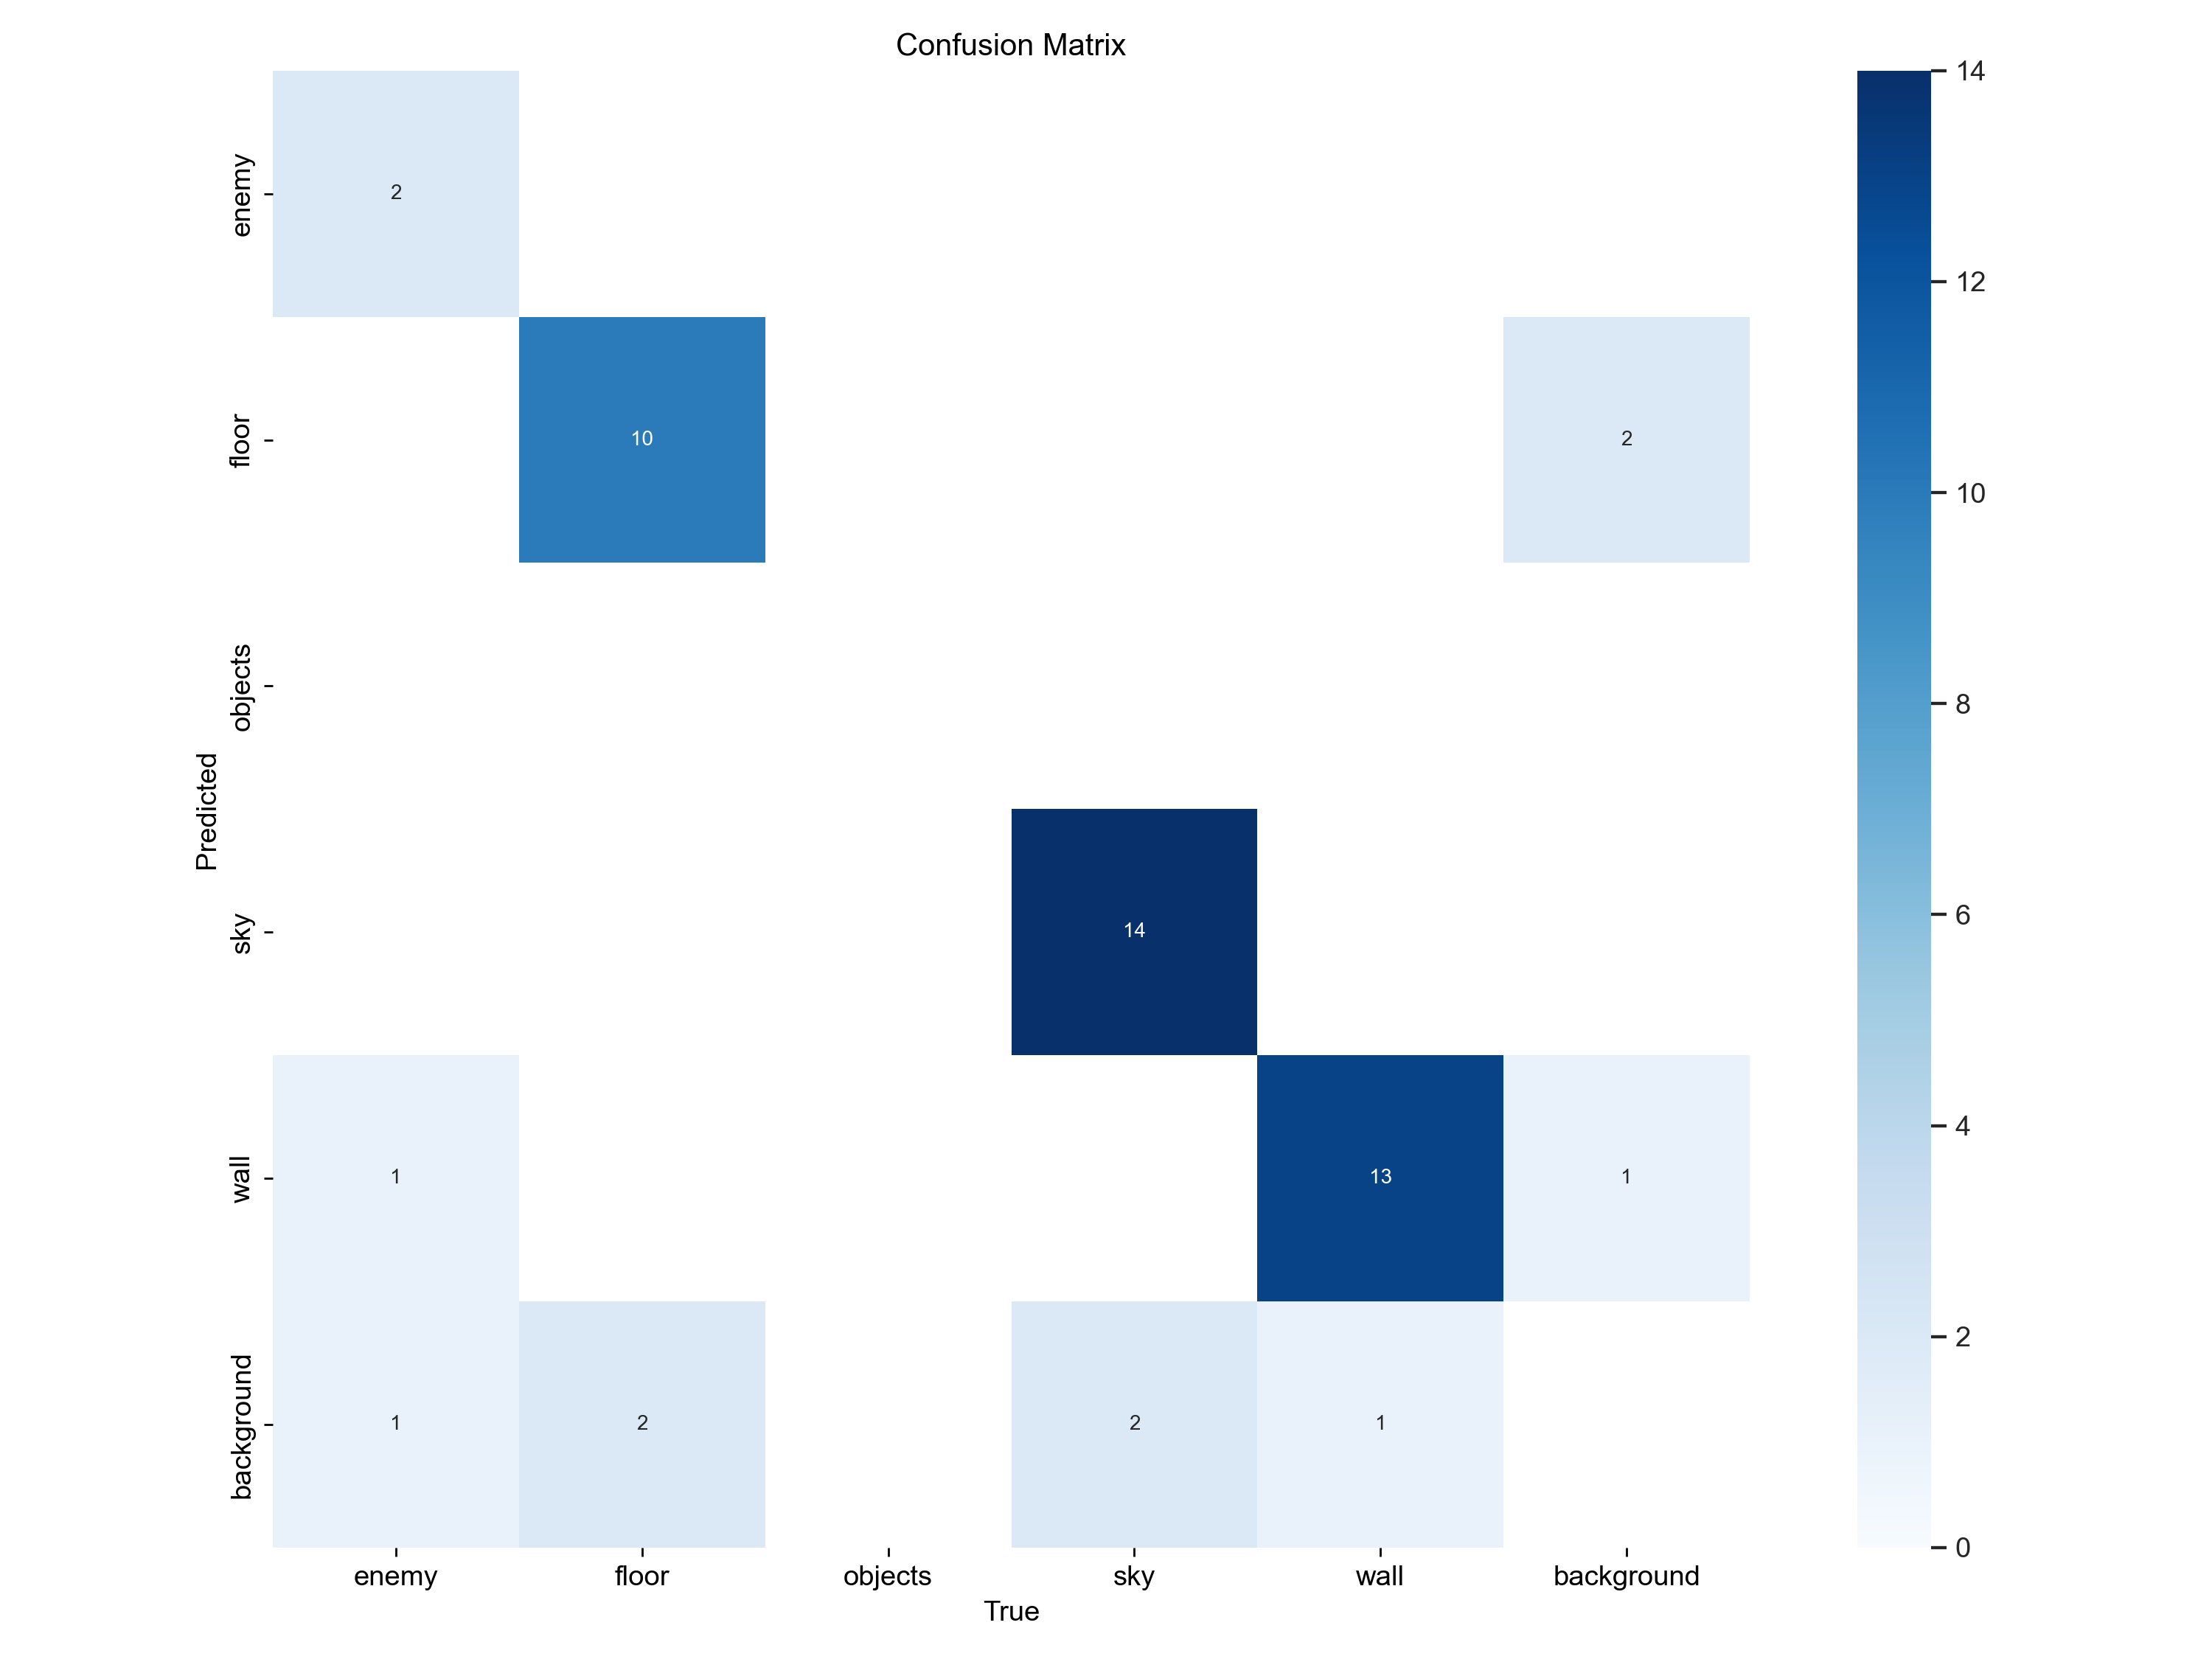 Confusion Matrix
enemy
floor
objects
sky
wall
background
Predicted
2
10 2
14
1 13 1
1 2 2 1
enemy floor objects sky wall background
True
14
12
10
8
6
4
2
0